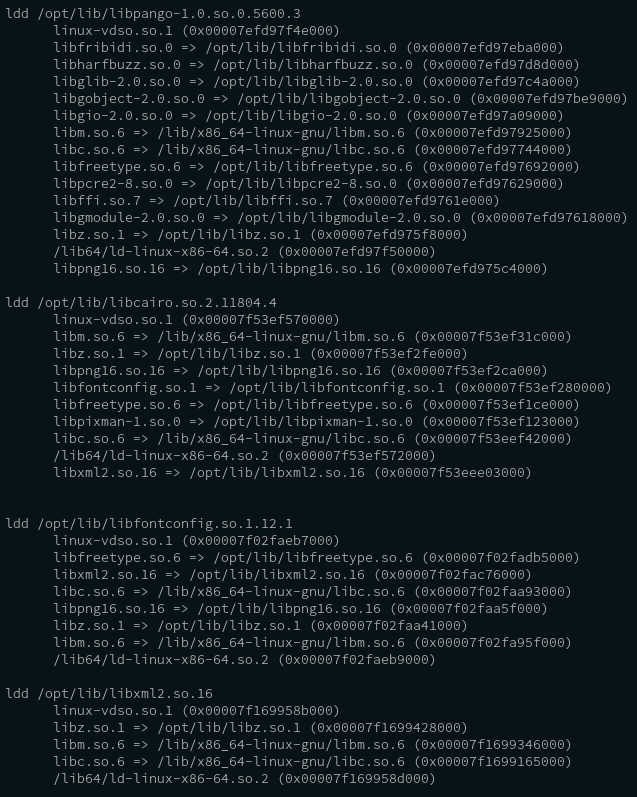 ldd /opt/lib/libpango-1.0.so.0.5600.3
linux-vdso.so.1 (0x00007efd97f4e000)
libfribidi.so.0 => /opt/lib/libfribidi.so.0 (0x00007efd97eba000)
libharfbuzz.so.0 => /opt/lib/libharfbuzz.so.0 (0x00007efd97d8d000)
libglib-2.0.so.0 => /opt/lib/libglib-2.0.so.0 (0x00007efd97c4a000)
libgobject-2.0.so.0 => /opt/lib/libgobject-2.0.so.0 (0x00007efd97be9000)
libgio-2.0.so.0 => /opt/lib/libgio-2.0.so.0 (0x00007efd97a09000)
libm.so.6 => /lib/x86_64-linux-gnu/libm.so.6 (0x00007efd97925000)
libc.so.6 => /lib/x86_64-linux-gnu/libc.so.6 (0x00007efd97744000)
libfreetype.so.6 => /opt/lib/libfreetype.so.6 (0x00007efd97692000)
libpcre2-8.so.0 => /opt/lib/libpcre2-8.so.0 (0x00007efd97629000)
libffi.so.7 => /opt/lib/libffi.so.7 (0x00007efd9761e000)
libgmodule-2.0.so.0 => /opt/lib/libgmodule-2.0.so.0 (0x00007efd97618000)
libz.so.1 => /opt/lib/libz.so.1 (0x00007efd975f8000)
/lib64/ld-linux-x86-64.so.2 (0x00007efd97f50000)
libpng16.so.16 => /opt/lib/libpng16.so.16 (0x00007efd975c4000)
ldd /opt/lib/libcairo.so.2.11804.4
linux-vdso.so.1 (0x00007f53ef570000)
libm.so.6 => /lib/x86_64-linux-gnu/libm.so.6 (0x00007f53ef31c000)
libz.so.1 => /opt/lib/libz.so.1 (0x00007f53ef2fe000)
libpng16.so.16 => /opt/lib/libpng16.so.16 (0x00007f53ef2ca000)
libfontconfig.so.1 => /opt/lib/libfontconfig.so.1 (0x00007f53ef280000)
libfreetype.so.6 => /opt/lib/libfreetype.so.6 (0x00007f53ef1ce000)
libpixman-1.so.0 => /opt/lib/libpixman-1.so.0 (0x00007f53ef123000)
libc.so.6 => /lib/x86_64-linux-gnu/libc.so.6 (0x00007f53eef42000)
/lib64/ld-linux-x86-64.so.2 (0x00007f53ef572000)
libxml2.so.16 => /opt/lib/libxml2.so.16 (0x00007f53eee03000)
ldd /opt/lib/libfontconfig.so.1.12.1
linux-vdso.so.1 (0x00007f02faeb7000)
libfreetype.so.6 => /opt/lib/libfreetype.so.6 (0x00007f02fadb5000)
libxml2.so.16 => /opt/lib/libxml2.so.16 (0x00007f02fac76000)
libc.so.6 => /lib/x86_64-linux-gnu/libc.so.6 (0x00007f02faa93000)
libpng16.so.16 => /opt/lib/libpng16.so.16 (0x00007f02faa5f000)
libz.so.1 => /opt/lib/libz.so.1 (0x00007f02faa41000)
libm.so.6 => /lib/x86_64-linux-gnu/libm.so.6 (0x00007f02fa95f000)
/lib64/ld-linux-x86-64.so.2 (0x00007f02faeb9000)
ldd /opt/lib/libxml2.so.16
linux-vdso.so.1 (0x00007f169958b000)
libz.so.1 => /opt/lib/libz.so.1 (0x00007f1699428000)
libm.so.6 => /lib/x86_64-linux-gnu/libm.so.6 (0x00007f1699346000)
libc.so.6 => /lib/x86_64-linux-gnu/libc.so.6 (0x00007f1699165000)
/lib64/ld-linux-x86-64.so.2 (0x00007f169958d000)